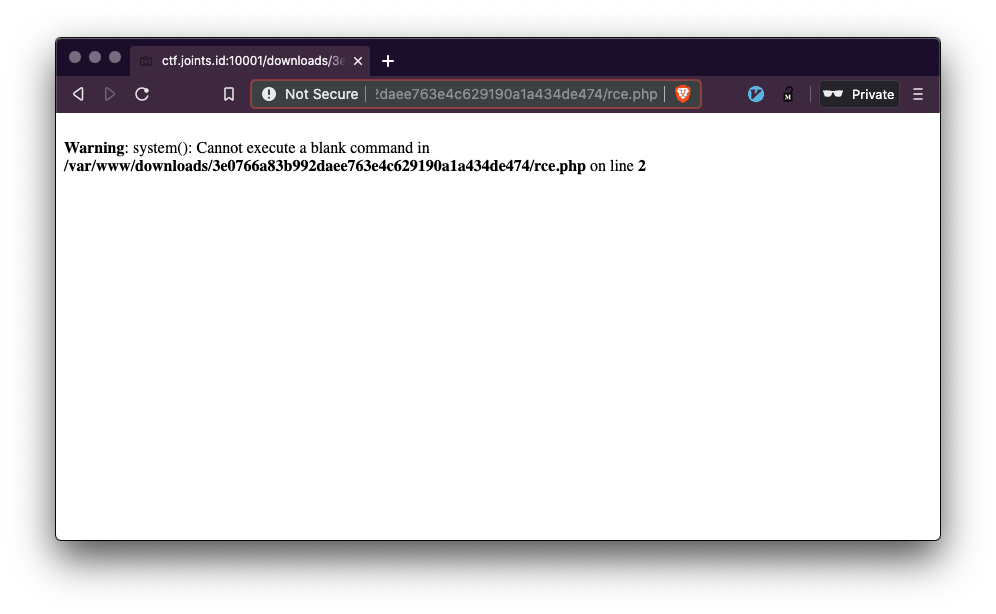 ctf.joints.id:10001/downloads/3e
Not Secure
!daee763e4c629190a1a434de474/rce.php
M
Private
Warning: system(): Cannot execute a blank command in
/var/www/downloads/3e0766a83b992daee763e4c629190a1a434de474/rce.php on line 2